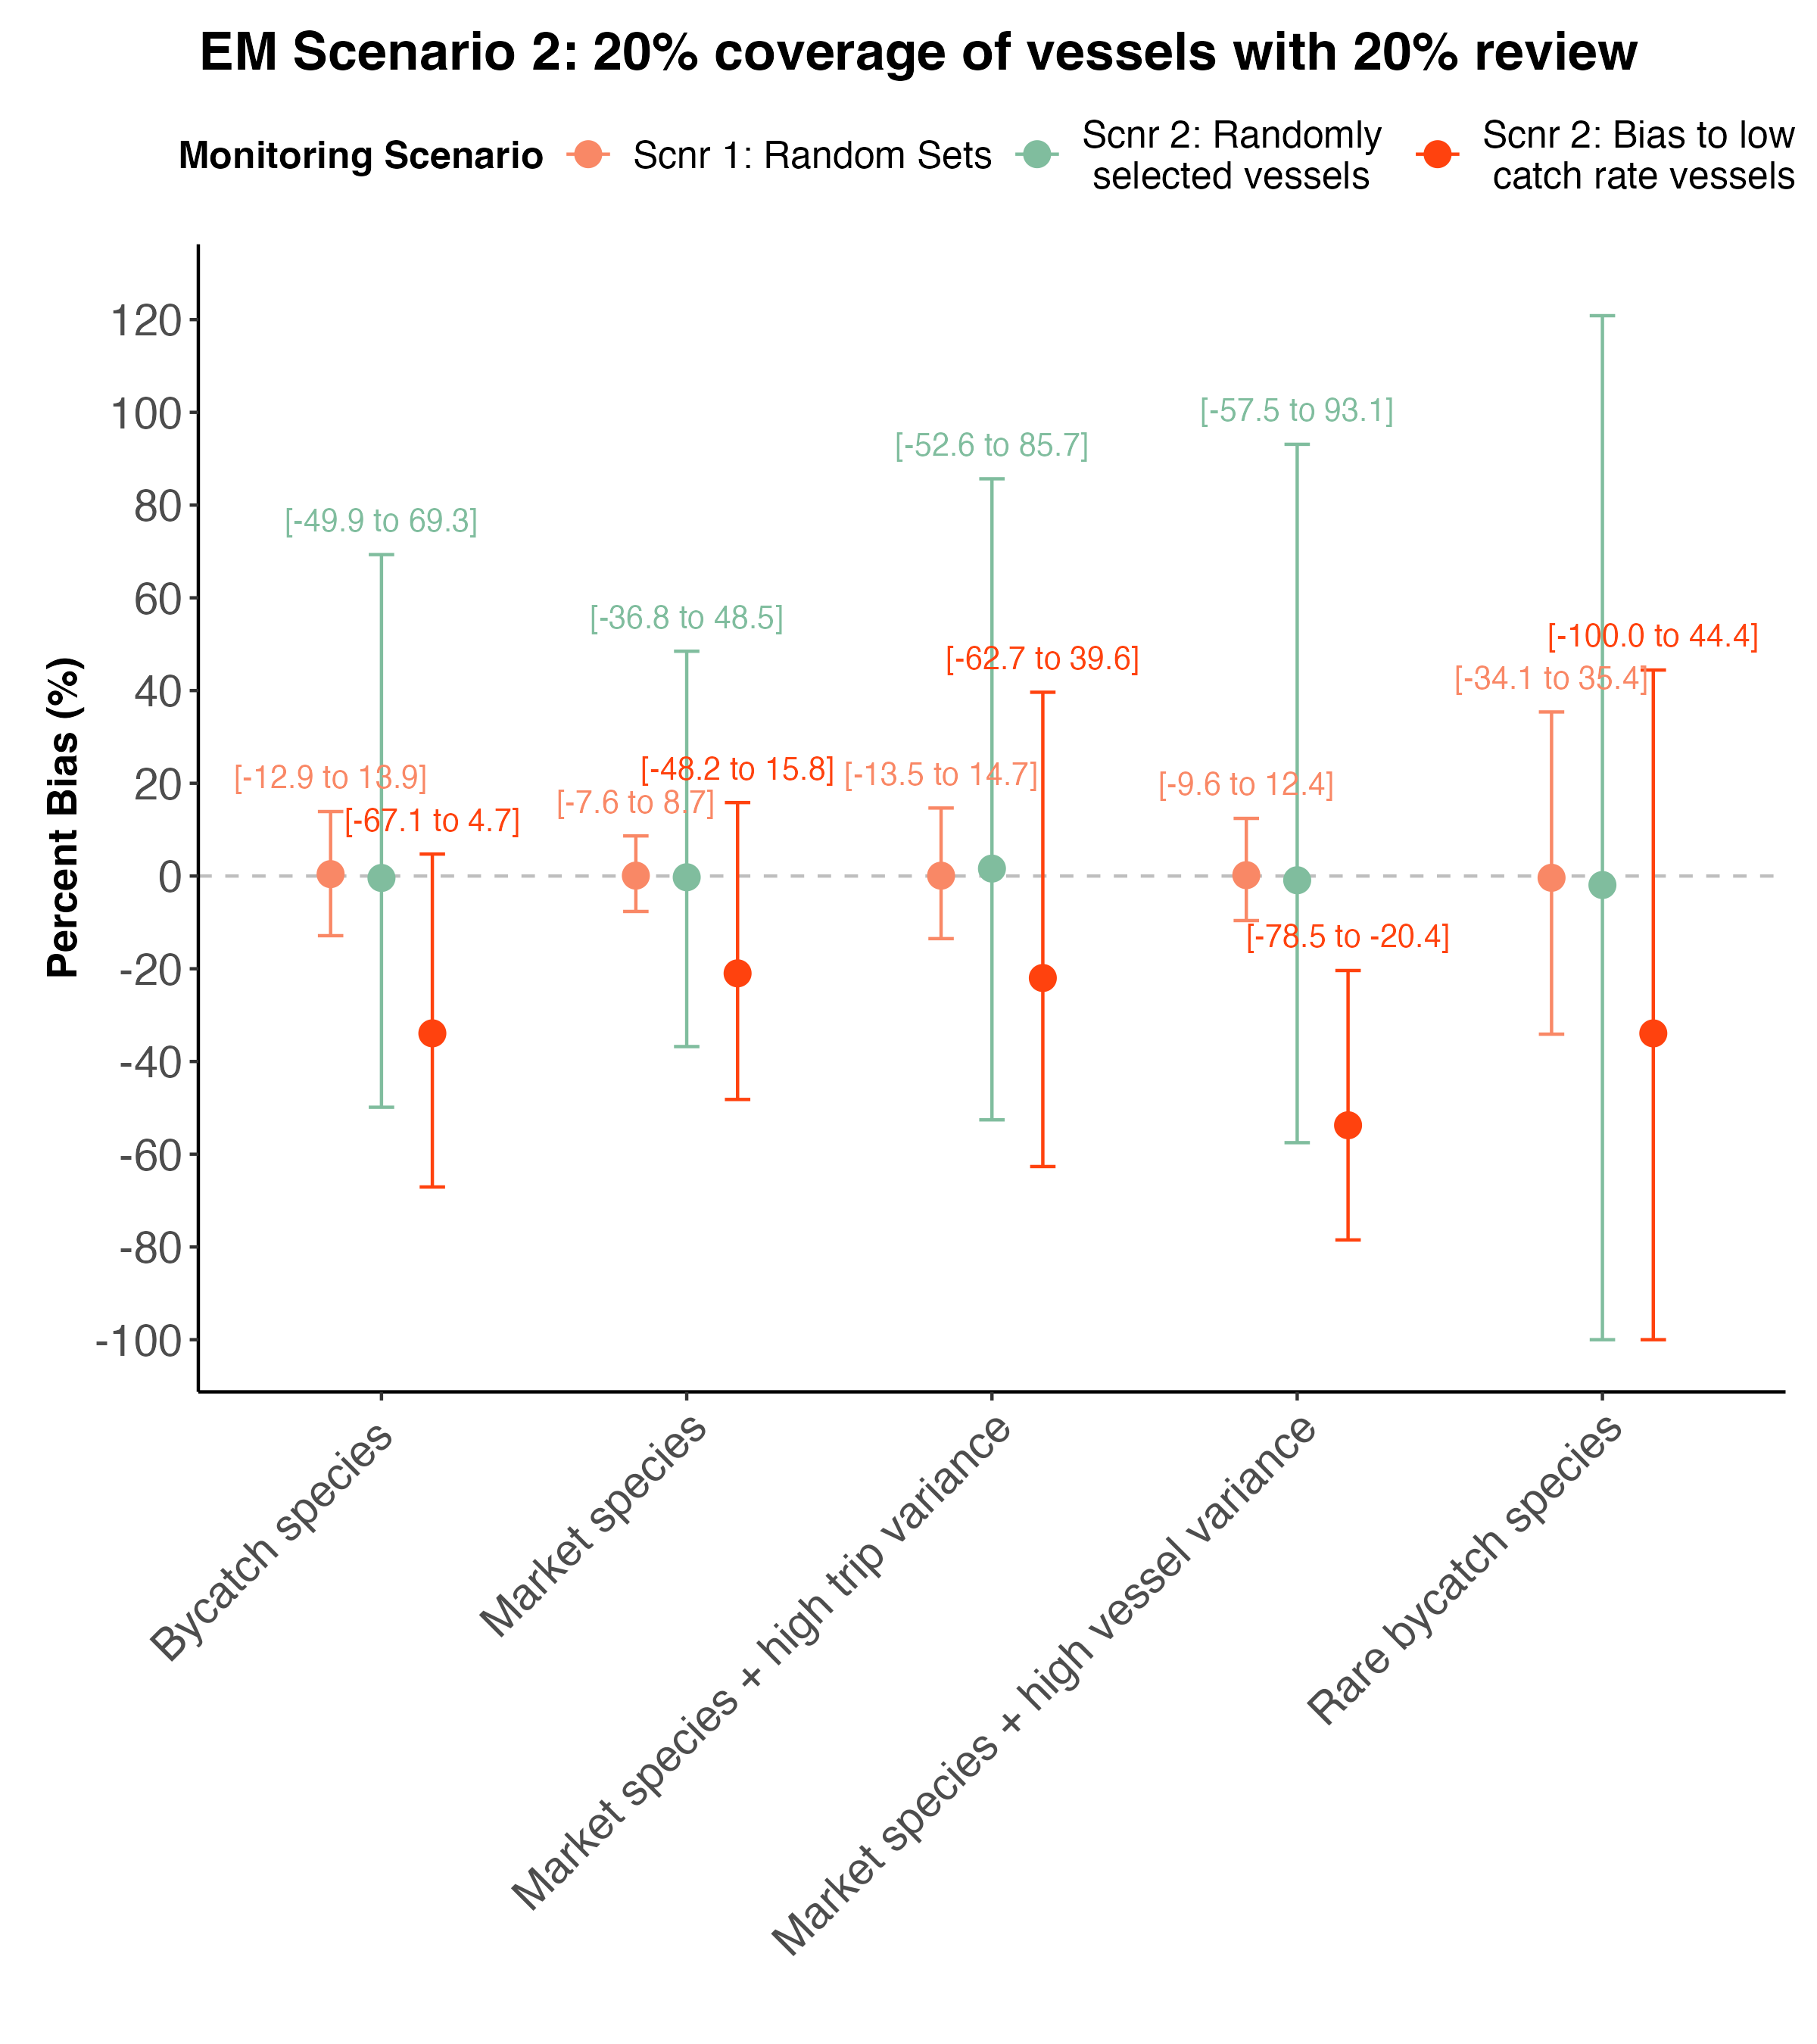 EM Scenario 2: 20% coverage of vessels with 20% review
Monitoring Scenario
Scnr 1: Random Sets
Scnr 2: Randomly
selected vessels
Scnr 2: Bias to low
catch rate vessels
Percent Bias (%)
120
100
80
60
40
20
0
-20
-40
-60
-80
-100
[-12.9 to 13.9]
[-49.9 to 69.3]
[-67.1 to 4.7]
[-7.6 to 8.7]
[-36.8 to 48.5]
[-48.2 to 15.8]
[-13.5 to 14.7]
[-52.6 to 85.7]
[-62.7 to 39.6]
[-9.6 to 12.4]
[-57.5 to 93.1]
[-78.5 to -20.4]
[-34.1 to 35.4]
[-100.0 to 44.4]
Bycatch species
Market species
Market species + high trip variance
Market species + high vessel variance
Rare bycatch species